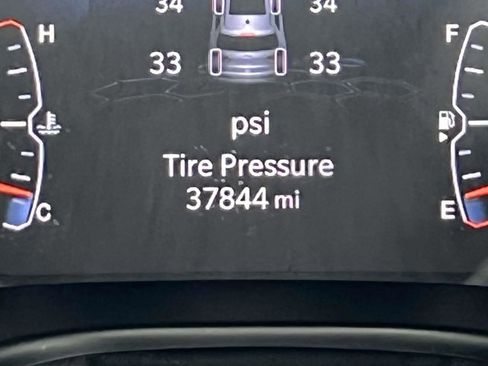 34 34
H F
33 33
psi
Tire Pressure
37844 mi
C E